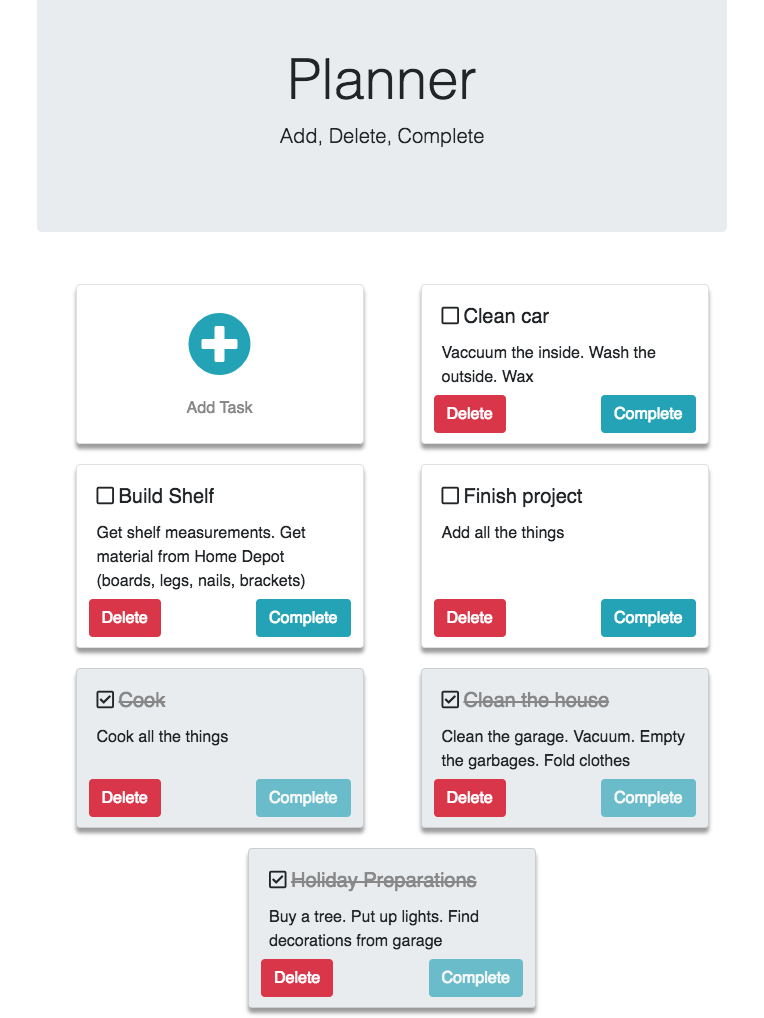 Planner
Add, Delete, Complete
Add Task
Clean car
Vaccuum the inside. Wash the
outside. Wax
Delete
Complete
Build Shelf
Get shelf measurements. Get
material from Home Depot
(boards, legs, nails, brackets)
Delete
Complete
Finish project
Add all the things
Delete
Complete
Cook
Cook all the things
Delete
Complete
Clean the house
Clean the garage. Vacuum. Empty
the garbages. Fold clothes
Delete
Complete
Holiday Preparations
Buy a tree. Put up lights. Find
decorations from garage
Delete
Complete